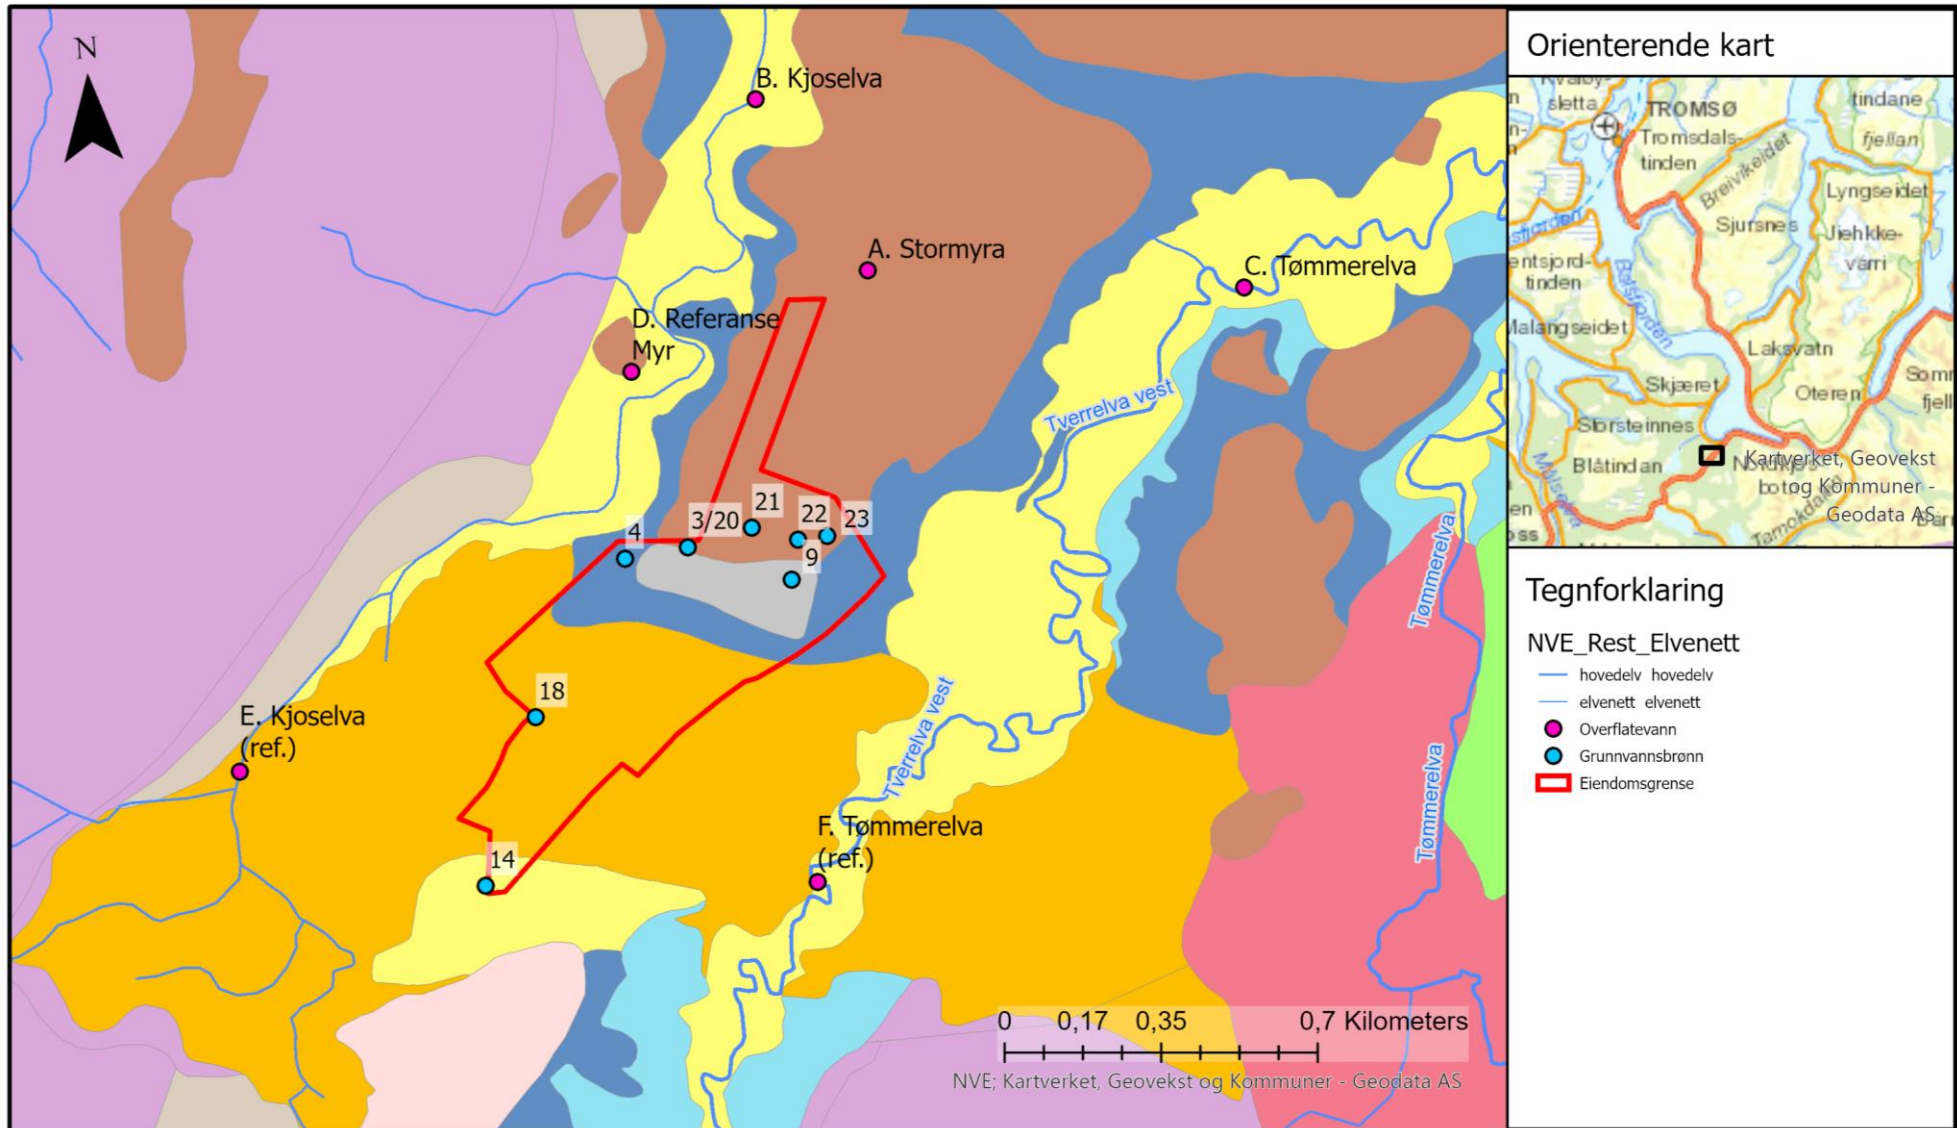 N
B. Kjoselva
A. Stormyra
C. Tømmerelva
D. Referanse
Myr
Tverrelva vest
21
3/20
22
23
4
9
Tømmerelva
18
E. Kjoselva
(ref.)
Tverrelva vest
Tømmerelva
F. Tømmerelva
(ref.)
14
0 0,17 0,35 0,7 Kilometers
NVE; Kartverket, Geovekst og Kommuner - Geodata AS
Orienterende kart
sletta
TROMSØ
Tromsdals-
tinden
tindane
fjellan
Breivikeidet
Lyngseidet
Sjursnes
Jiehkke-
várri
entsjord-
tinden
Balsfjorden
Malangseidet
Laksvatn
Skjæret
Oteren
Storsteinnes
Blåtindan
Målselva
Kartverket, Geovekst
og Kommuner -
Geodata AS
Tegnforklaring
NVE_Rest_Elvenett
hovedelv hovedelv
elvenett elvenett
Overflatevann
Grunnvannsbrønn
Eiendomsgrense